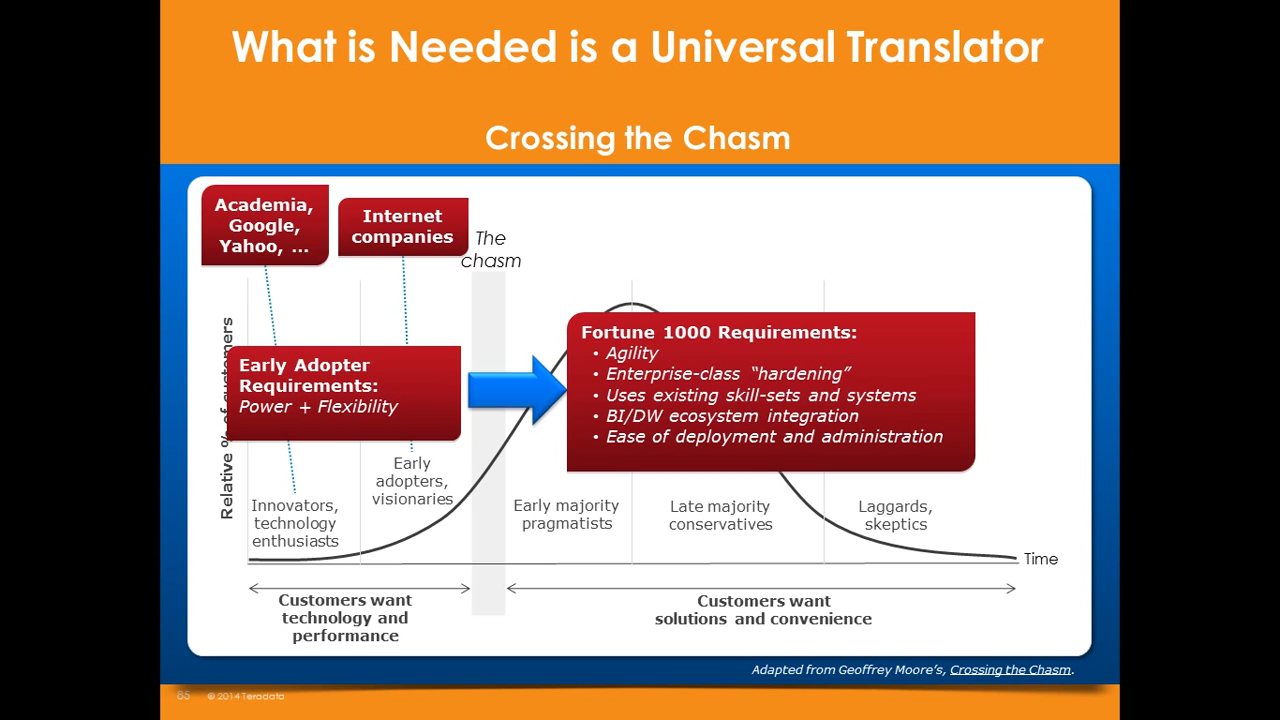 What is Needed is a Universal Translator
Crossing the Chasm
Academia,
Google,
Yahoo, ...
Internet
companies
The
chasm
Relative % of customers
Early Adopter
Requirements:
Power + Flexibility
Fortune 1000 Requirements:
• Agility
• Enterprise-class “hardening”
• Uses existing skill-sets and systems
• BI/DW ecosystem integration
• Ease of deployment and administration
Innovators,
technology
enthusiasts
Early
adopters,
visionaries
Early majority
pragmatists
Late majority
conservatives
Laggards,
skeptics
Time
Customers want
technology and
performance
Customers want
solutions and convenience
Adapted from Geoffrey Moore’s, Crossing the Chasm.
85 © 2014 Teradata